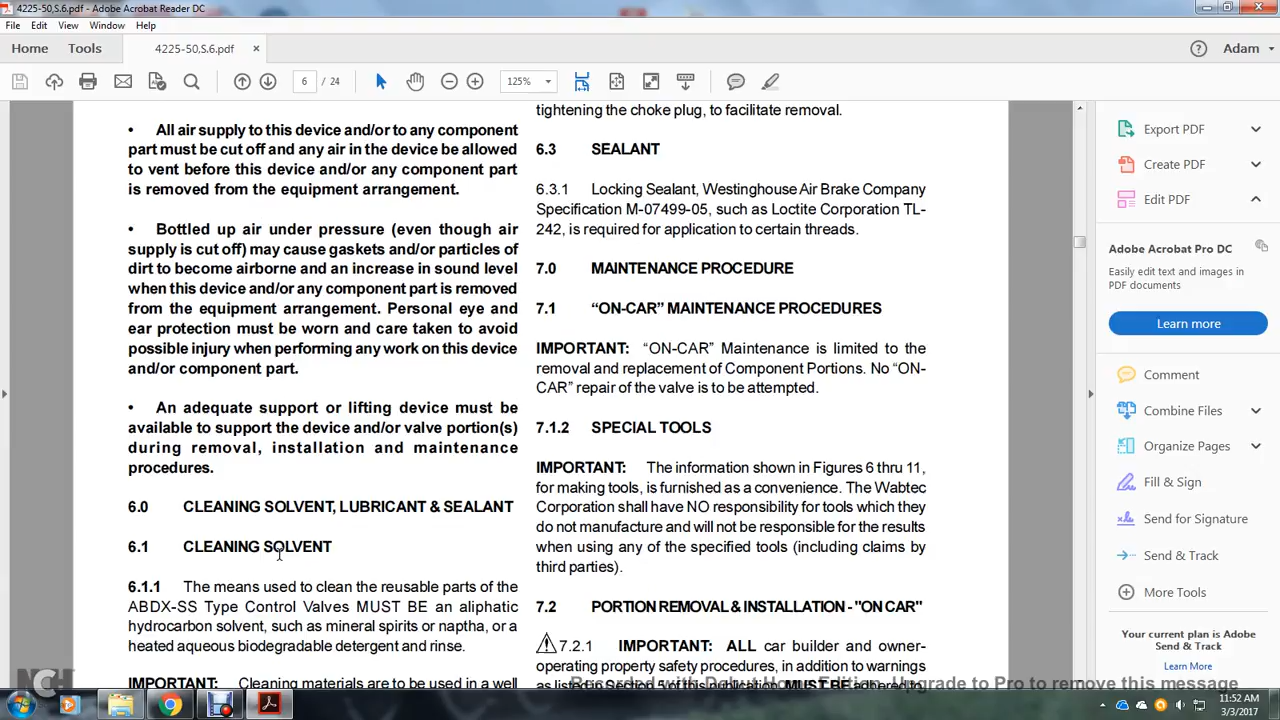 4225-50,S.6.pdf - Adobe Acrobat Reader DC
File Edit View Window Help
Home Tools 4225-50,S.6.pdf × Adam
6 / 24 125%
• All air supply to this device and/or to any component
part must be cut off and any air in the device be allowed
to vent before this device and/or any component part
is removed from the equipment arrangement.
• Bottled up air under pressure (even though air
supply is cut off) may cause gaskets and/or particles of
dirt to become airborne and an increase in sound level
when this device and/or any component part is removed
from the equipment arrangement. Personal eye and
ear protection must be worn and care taken to avoid
possible injury when performing any work on this device
and/or component part.
• An adequate support or lifting device must be
available to support the device and/or valve portion(s)
during removal, installation and maintenance
procedures.
6.0 CLEANING SOLVENT, LUBRICANT & SEALANT
6.1 CLEANING SOLVENT
6.1.1 The means used to clean the reusable parts of the
ABDX-SS Type Control Valves MUST BE an aliphatic
hydrocarbon solvent, such as mineral spirits or naptha, or a
heated aqueous biodegradable detergent and rinse.
IMPORTANT: Cleaning materials are to be used in a well
tightening the choke plug, to facilitate removal.
6.3 SEALANT
6.3.1 Locking Sealant, Westinghouse Air Brake Company
Specification M-07499-05, such as Loctite Corporation TL-
242, is required for application to certain threads.
7.0 MAINTENANCE PROCEDURE
7.1 “ON-CAR” MAINTENANCE PROCEDURES
IMPORTANT: “ON-CAR” Maintenance is limited to the
removal and replacement of Component Portions. No “ON-
CAR” repair of the valve is to be attempted.
7.1.2 SPECIAL TOOLS
IMPORTANT: The information shown in Figures 6 thru 11,
for making tools, is furnished as a convenience. The Wabtec
Corporation shall have NO responsibility for tools which they
do not manufacture and will not be responsible for the results
when using any of the specified tools (including claims by
third parties).
7.2 PORTION REMOVAL & INSTALLATION - "ON CAR"
7.2.1 IMPORTANT: ALL car builder and owner-
operating property safety procedures, in addition to warnings
as listed in Section 5 of this publication MUST BE adhered to
Export PDF
Create PDF
Edit PDF
Adobe Acrobat Pro DC
Easily edit text and images in
PDF documents
Learn more
Comment
Combine Files
Organize Pages
Fill & Sign
Send for Signature
Send & Track
More Tools
Your current plan is Adobe
Send & Track
Learn More
NCH
Recorded with Debut Home Edition. Upgrade to Pro to remove this message
11:52 AM
3/3/2017